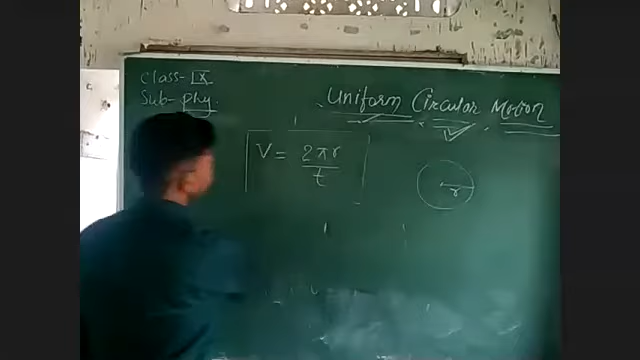 Class- IX
Sub- phy.
Uniform Circular Motion
V = 2πr/t
r